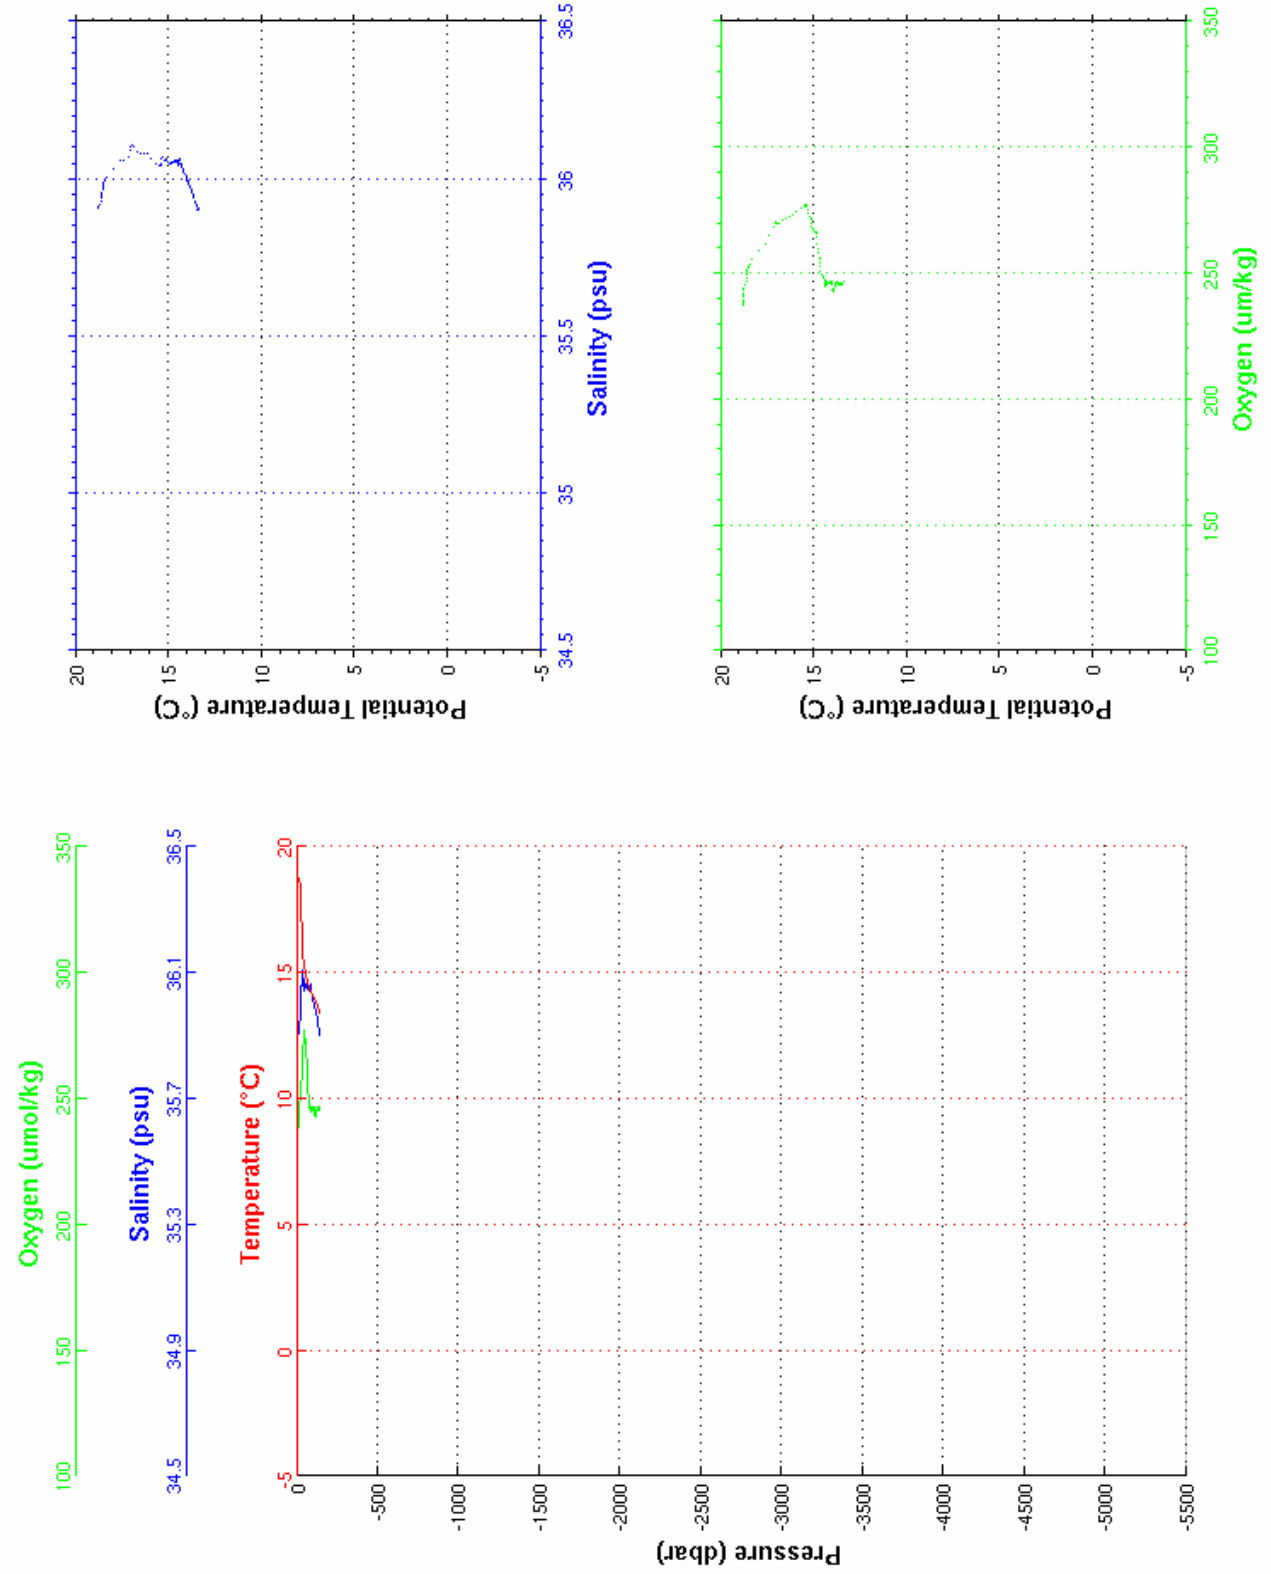 Oxygen (umol/kg)
100 150 200 250 300 350
Salinity (psu)
34.5 34.9 35.3 35.7 36.1 36.5
Temperature (°C)
-5 0 5 10 15 20
Pressure (dbar)
0
-500
-1000
-1500
-2000
-2500
-3000
-3500
-4000
-4500
-5000
-5500
Potential Temperature (°C)
20
15
10
5
0
-5
34.5 35 35.5 36 36.5
Salinity (psu)
Potential Temperature (°C)
20
15
10
5
0
-5
100 150 200 250 300 350
Oxygen (um/kg)